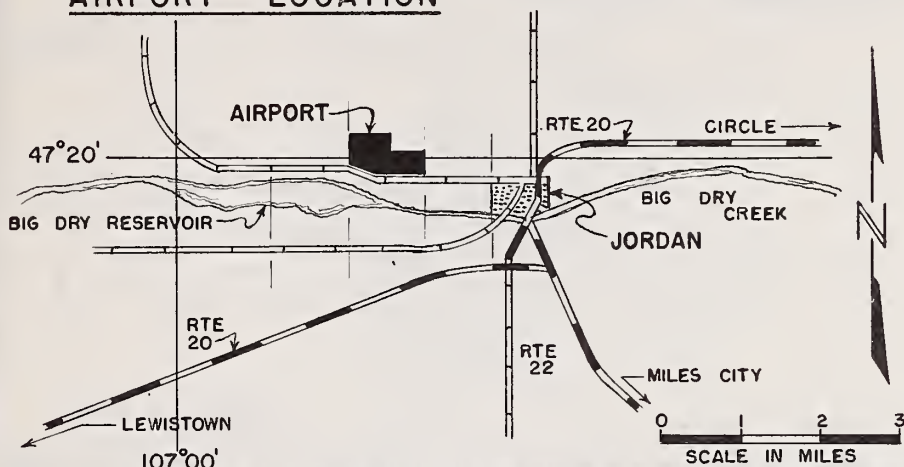 AIRPORT LOCATION
AIRPORT
RTE. 20
CIRCLE
47°20'
BIG DRY RESERVOIR
BIG DRY
CREEK
JORDAN
N
RTE
20
RTE
22
MILES CITY
LEWISTOWN
107°00'
0 1 2 3
SCALE IN MILES